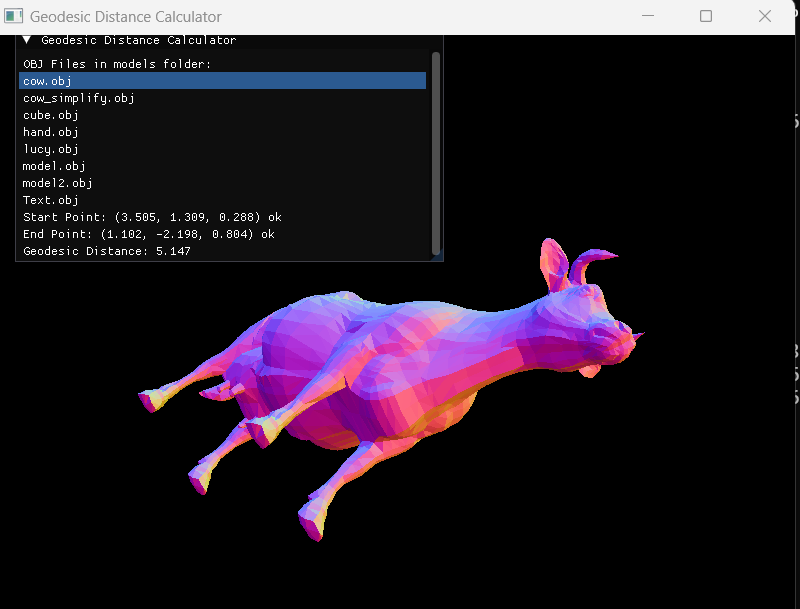 Geodesic Distance Calculator
Geodesic Distance Calculator
OBJ Files in models folder:
cow.obj
cow_simplify.obj
cube.obj
hand.obj
lucy.obj
model.obj
model2.obj
Text.obj
Start Point: (3.505, 1.309, 0.288) ok
End Point: (1.102, -2.198, 0.804) ok
Geodesic Distance: 5.147